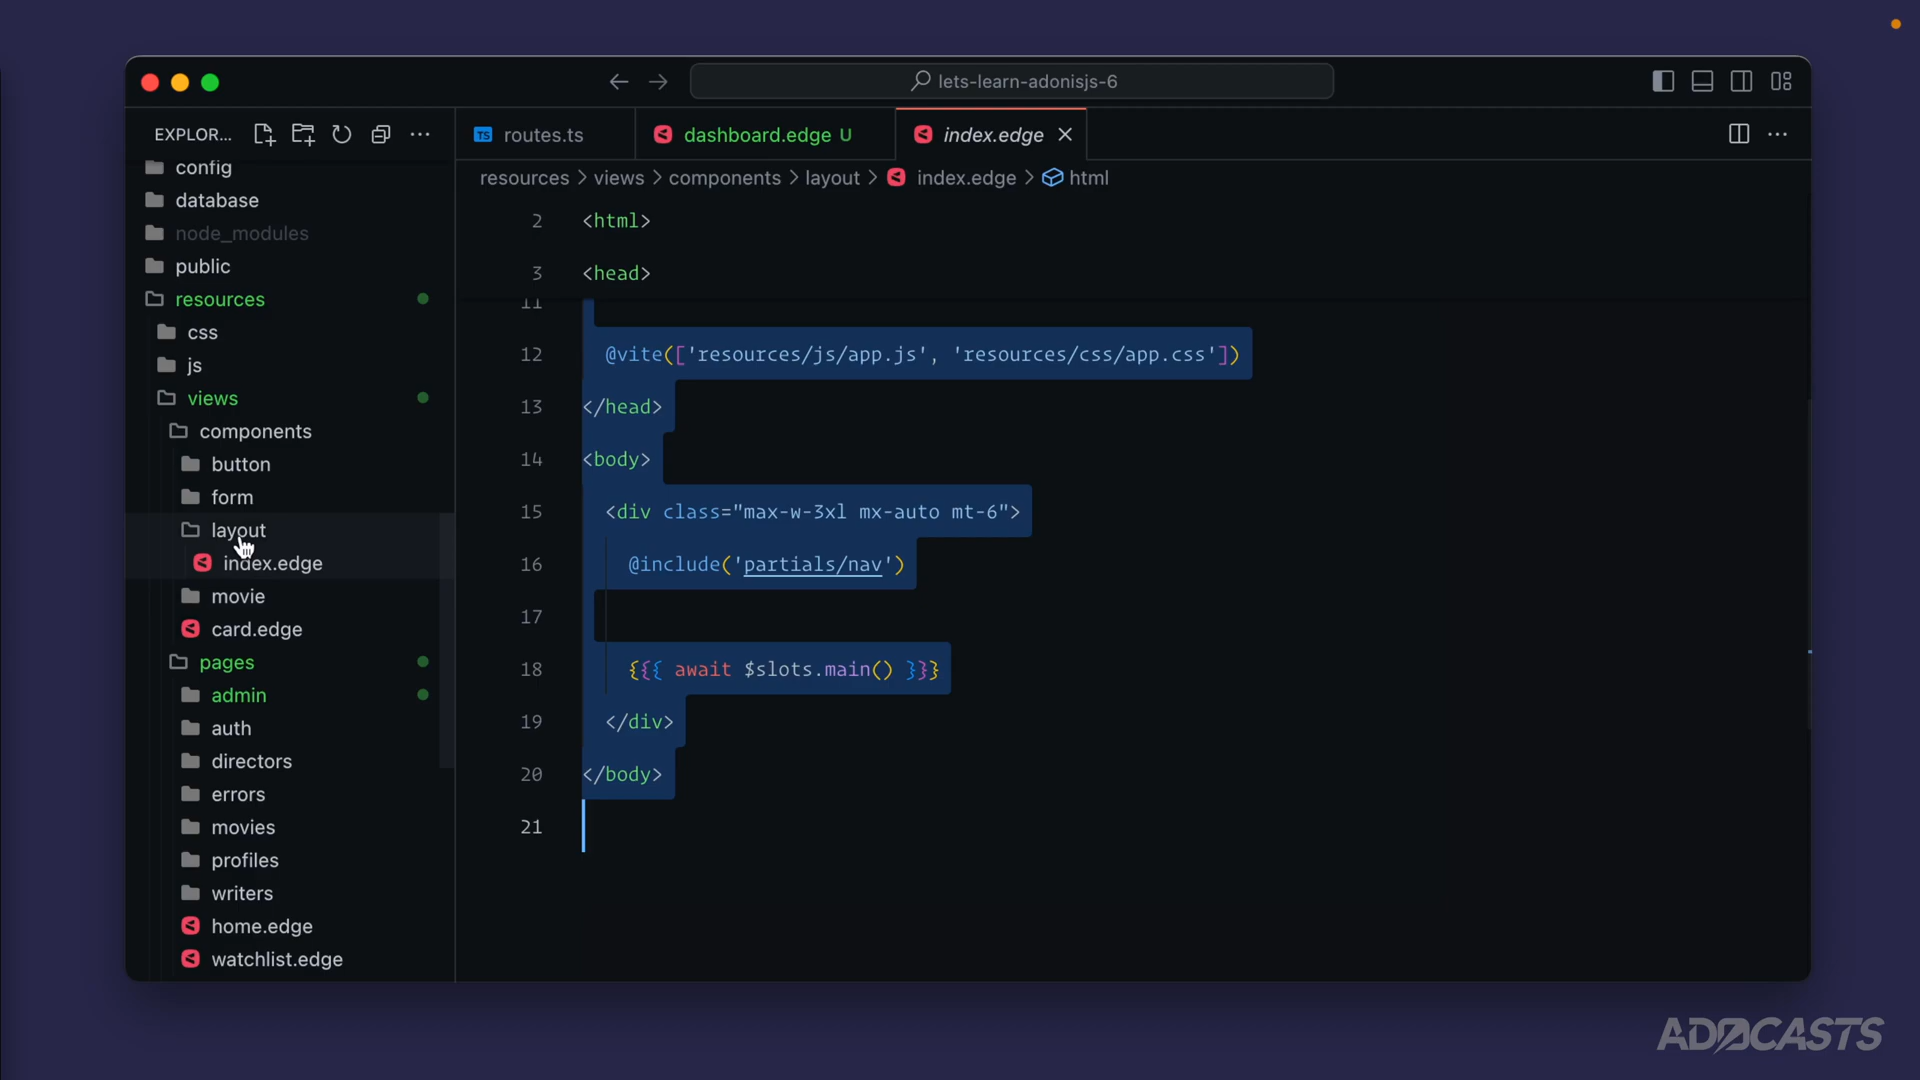 lets-learn-adonisjs-6
EXPLOR...
routes.ts
dashboard.edge U
index.edge
resources > views > components > layout > index.edge > html
config
database
node_modules
public
resources
css
js
views
components
button
form
layout
index.edge
movie
card.edge
pages
admin
auth
directors
errors
movies
profiles
writers
home.edge
watchlist.edge
2 <html>
3 <head>
11
12 @vite(['resources/js/app.js', 'resources/css/app.css'])
13 </head>
14 <body>
15 <div class="max-w-3xl mx-auto mt-6">
16 @include('partials/nav')
17
18 {{{ await $slots.main() }}}
19 </div>
20 </body>
21
ADOCASTS